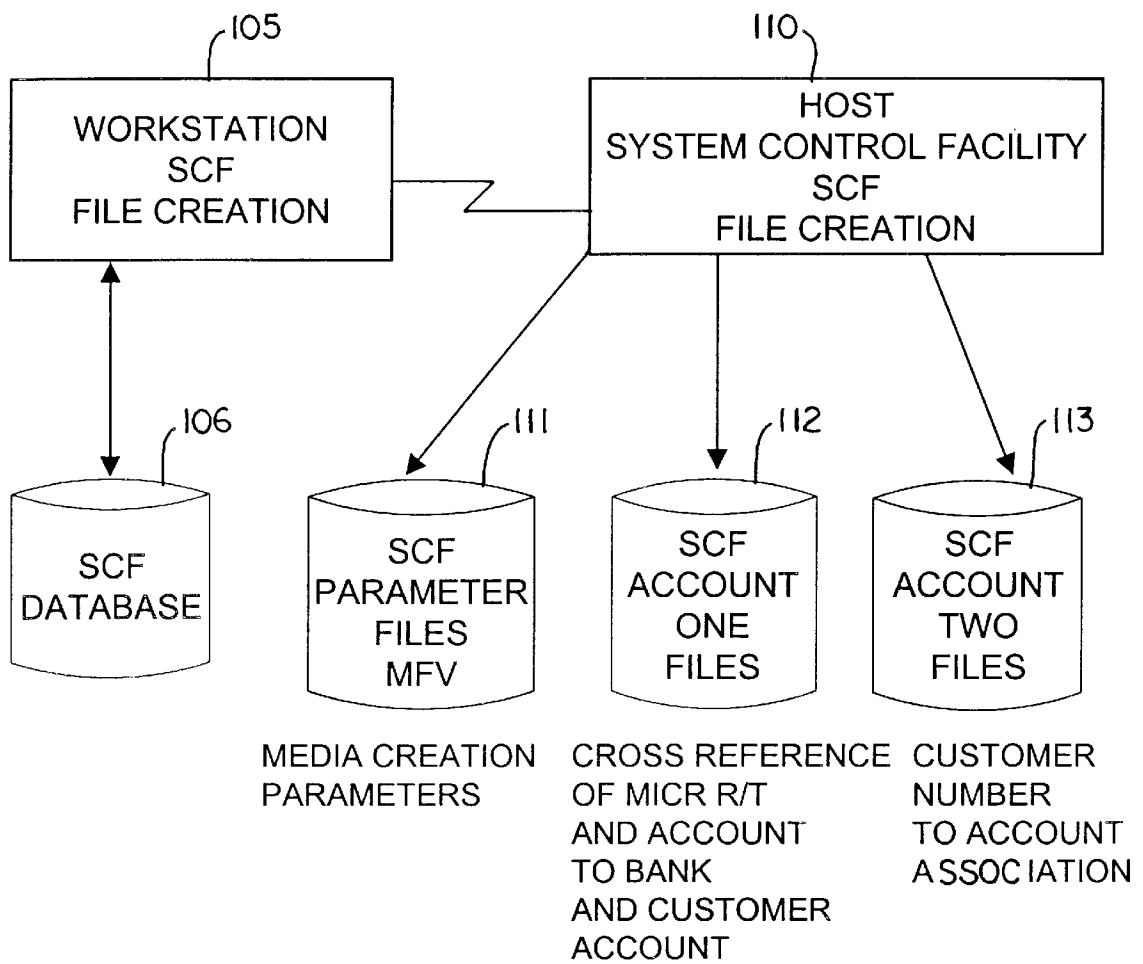 105
110
WORKSTATION
SCF
FILE CREATION
HOST
SYSTEM CONTROL FACILITY
SCF
FILE CREATION
106
111
112
113
SCF
DATABASE
SCF
PARAMETER
FILES
MFV
SCF
ACCOUNT
ONE
FILES
SCF
ACCOUNT
TWO
FILES
MEDIA CREATION
PARAMETERS
CROSS REFERENCE
OF MICR R/T
AND ACCOUNT
TO BANK
AND CUSTOMER
ACCOUNT
CUSTOMER
NUMBER
TO ACCOUNT
ASSOCIATION